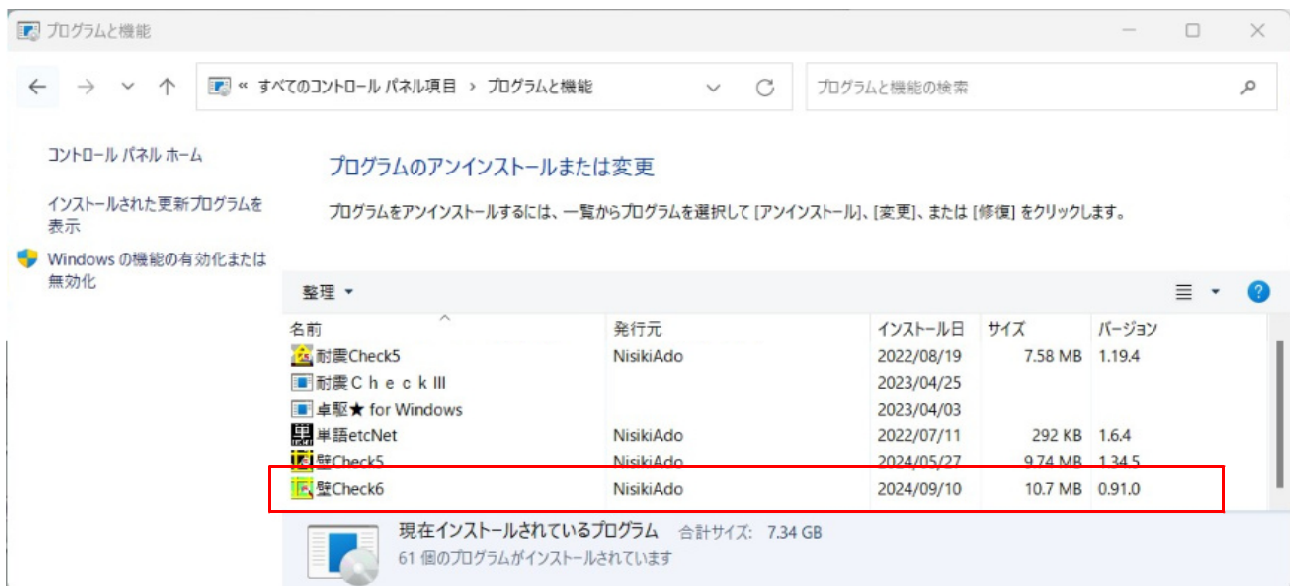 プログラムと機能
« すべてのコントロール パネル項目 › プログラムと機能
プログラムと機能の検索
コントロール パネル ホーム
インストールされた更新プログラムを
表示
Windows の機能の有効化または
無効化
プログラムのアンインストールまたは変更
プログラムをアンインストールするには、一覧からプログラムを選択して [アンインストール]、[変更]、または [修復] をクリックします。
整理
名前 発行元 インストール日 サイズ バージョン
耐震Check5 NisikiAdo 2022/08/19 7.58 MB 1.19.4
耐震ＣｈｅｃｋⅢ 2023/04/25
卓駆★ for Windows 2023/04/03
単語etcNet NisikiAdo 2022/07/11 292 KB 1.6.4
壁Check5 NisikiAdo 2024/05/27 9.74 MB 1.34.5
壁Check6 NisikiAdo 2024/09/10 10.7 MB 0.91.0
現在インストールされているプログラム 合計サイズ: 7.34 GB
61 個のプログラムがインストールされています